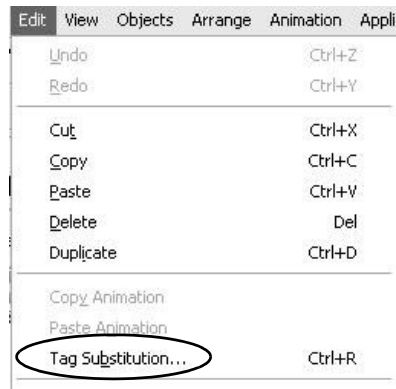 Edit View Objects Arrange Animation Appli
Undo Ctrl+Z
Redo Ctrl+Y
Cut Ctrl+X
Copy Ctrl+C
Paste Ctrl+V
Delete Del
Duplicate Ctrl+D
Copy Animation
Paste Animation
Tag Substitution... Ctrl+R